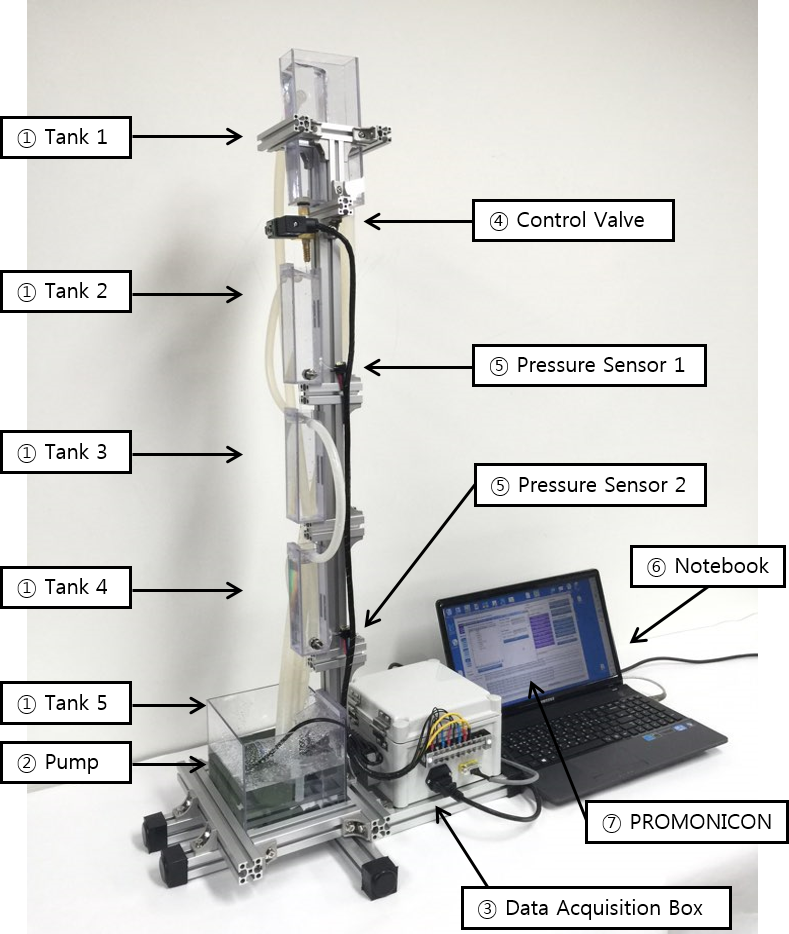 ① Tank 1
④ Control Valve
① Tank 2
⑤ Pressure Sensor 1
① Tank 3
⑤ Pressure Sensor 2
⑥ Notebook
① Tank 4
① Tank 5
② Pump
⑦ PROMONICON
③ Data Acquisition Box